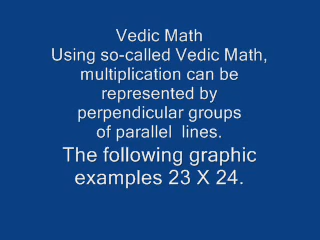 Vedic Math
Using so-called Vedic Math,
multiplication can be
represented by
perpendicular groups
of parallel lines.
The following graphic
examples 23 X 24.